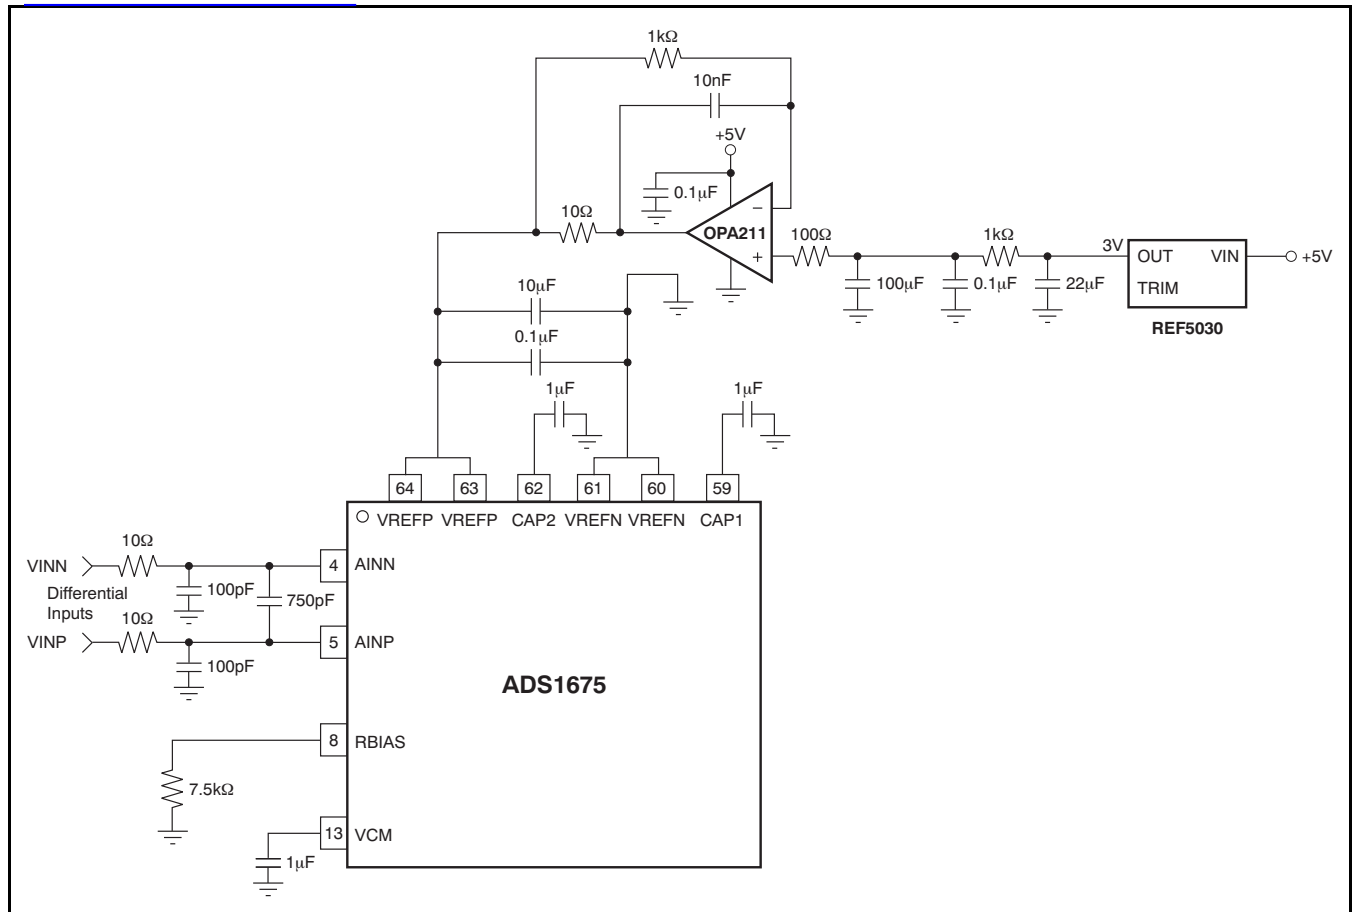 1kΩ
10nF
+5V
0.1µF
10Ω
−
OPA211
+
100Ω
1kΩ
3V
OUT VIN
+5V
100µF
0.1µF
22µF
TRIM
REF5030
10µF
0.1µF
1µF
1µF
64 63 62 61 60 59
VREFP VREFP CAP2 VREFN VREFN CAP1
10Ω
VINN
4 AINN
Differential
Inputs
100pF
750pF
10Ω
VINP
5 AINP
100pF
ADS1675
8 RBIAS
7.5kΩ
13 VCM
1µF